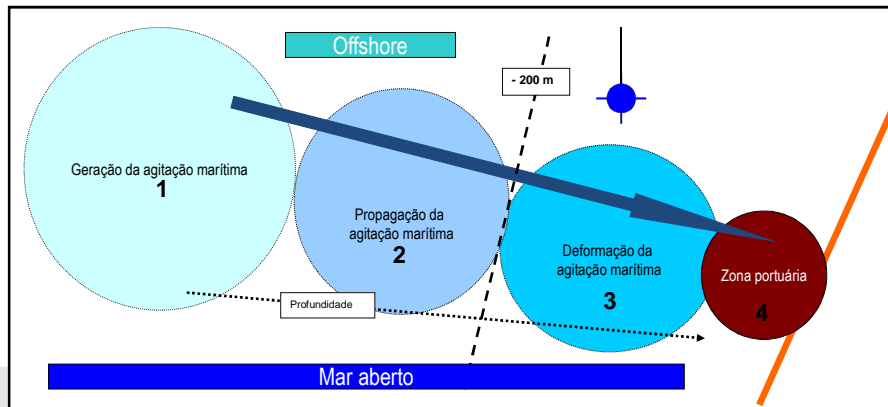 Offshore
- 200 m
Geração da agitação marítima
1
Propagação da
agitação marítima
2
Deformação da
agitação marítima
3
Zona portuária
4
Profundidade
Mar aberto